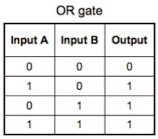 OR gate
Input A Input B Output
0 0 0
1 0 1
0 1 1
1 1 1